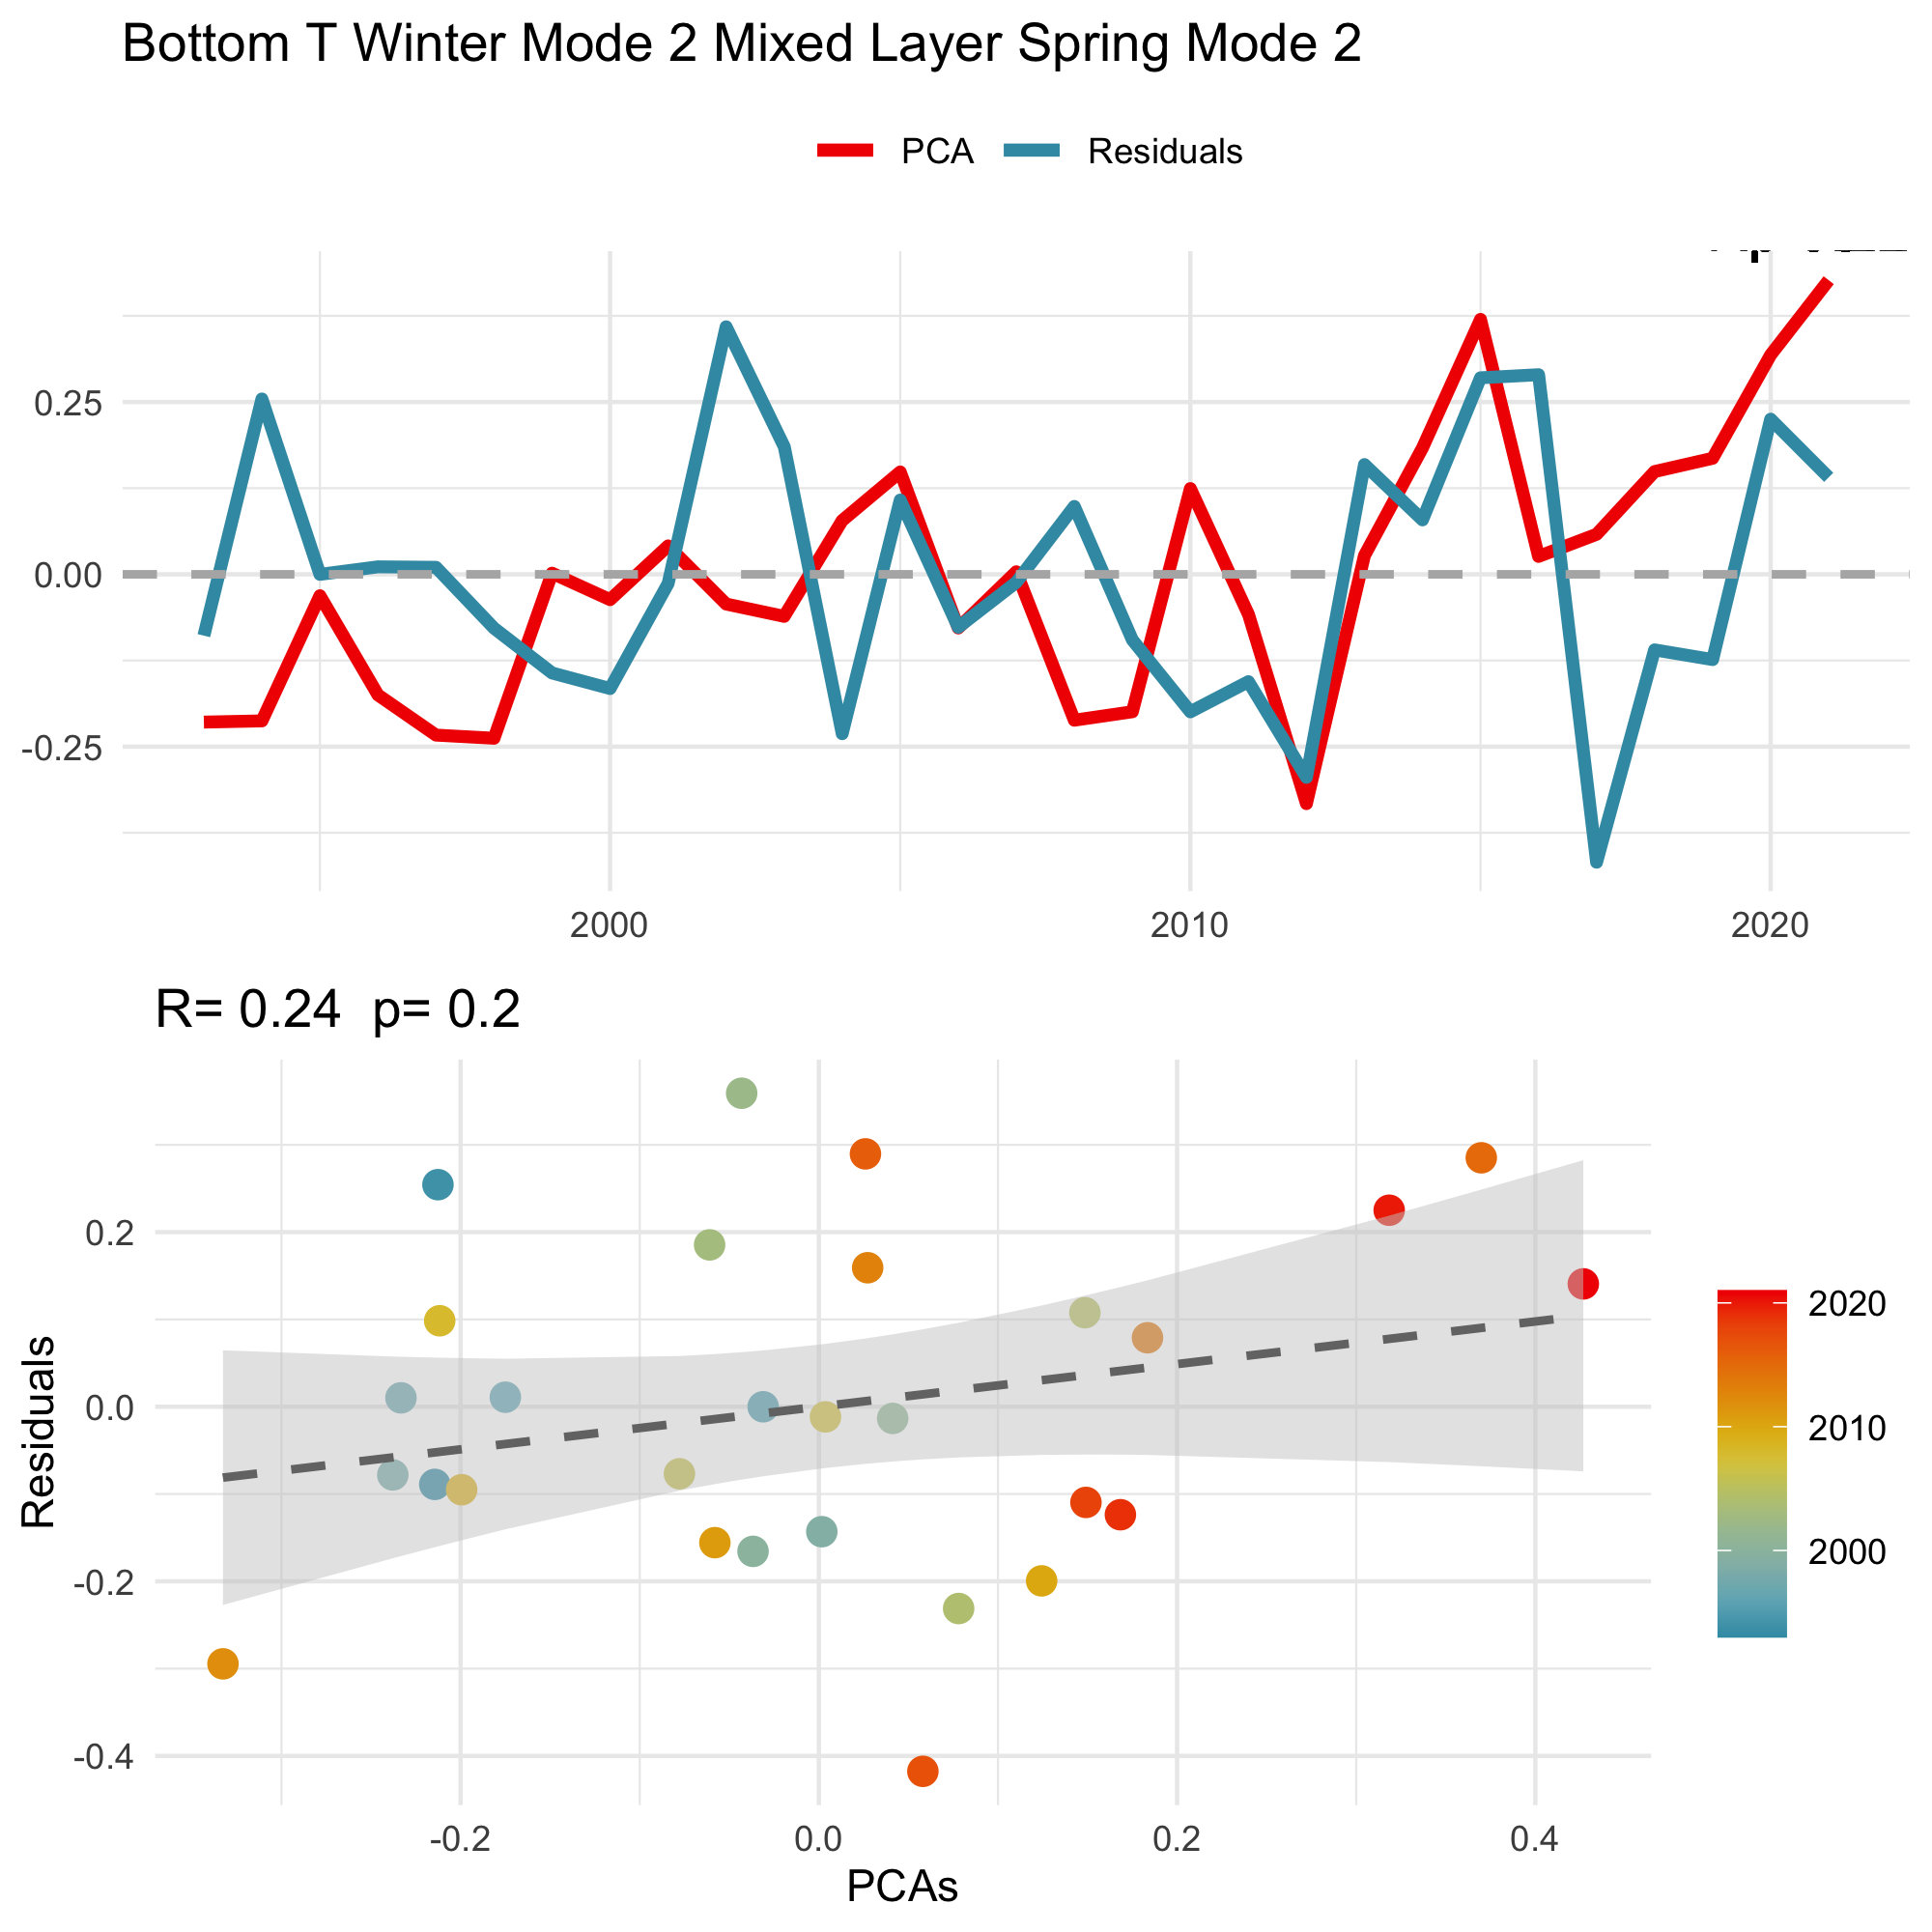 Bottom T Winter Mode 2 Mixed Layer Spring Mode 2
PCA Residuals
0.25
0.00
-0.25
2000 2010 2020
R= 0.24 p= 0.2
Residuals
0.2
0.0
-0.2
-0.4
-0.2 0.0 0.2 0.4
PCAs
2020
2010
2000